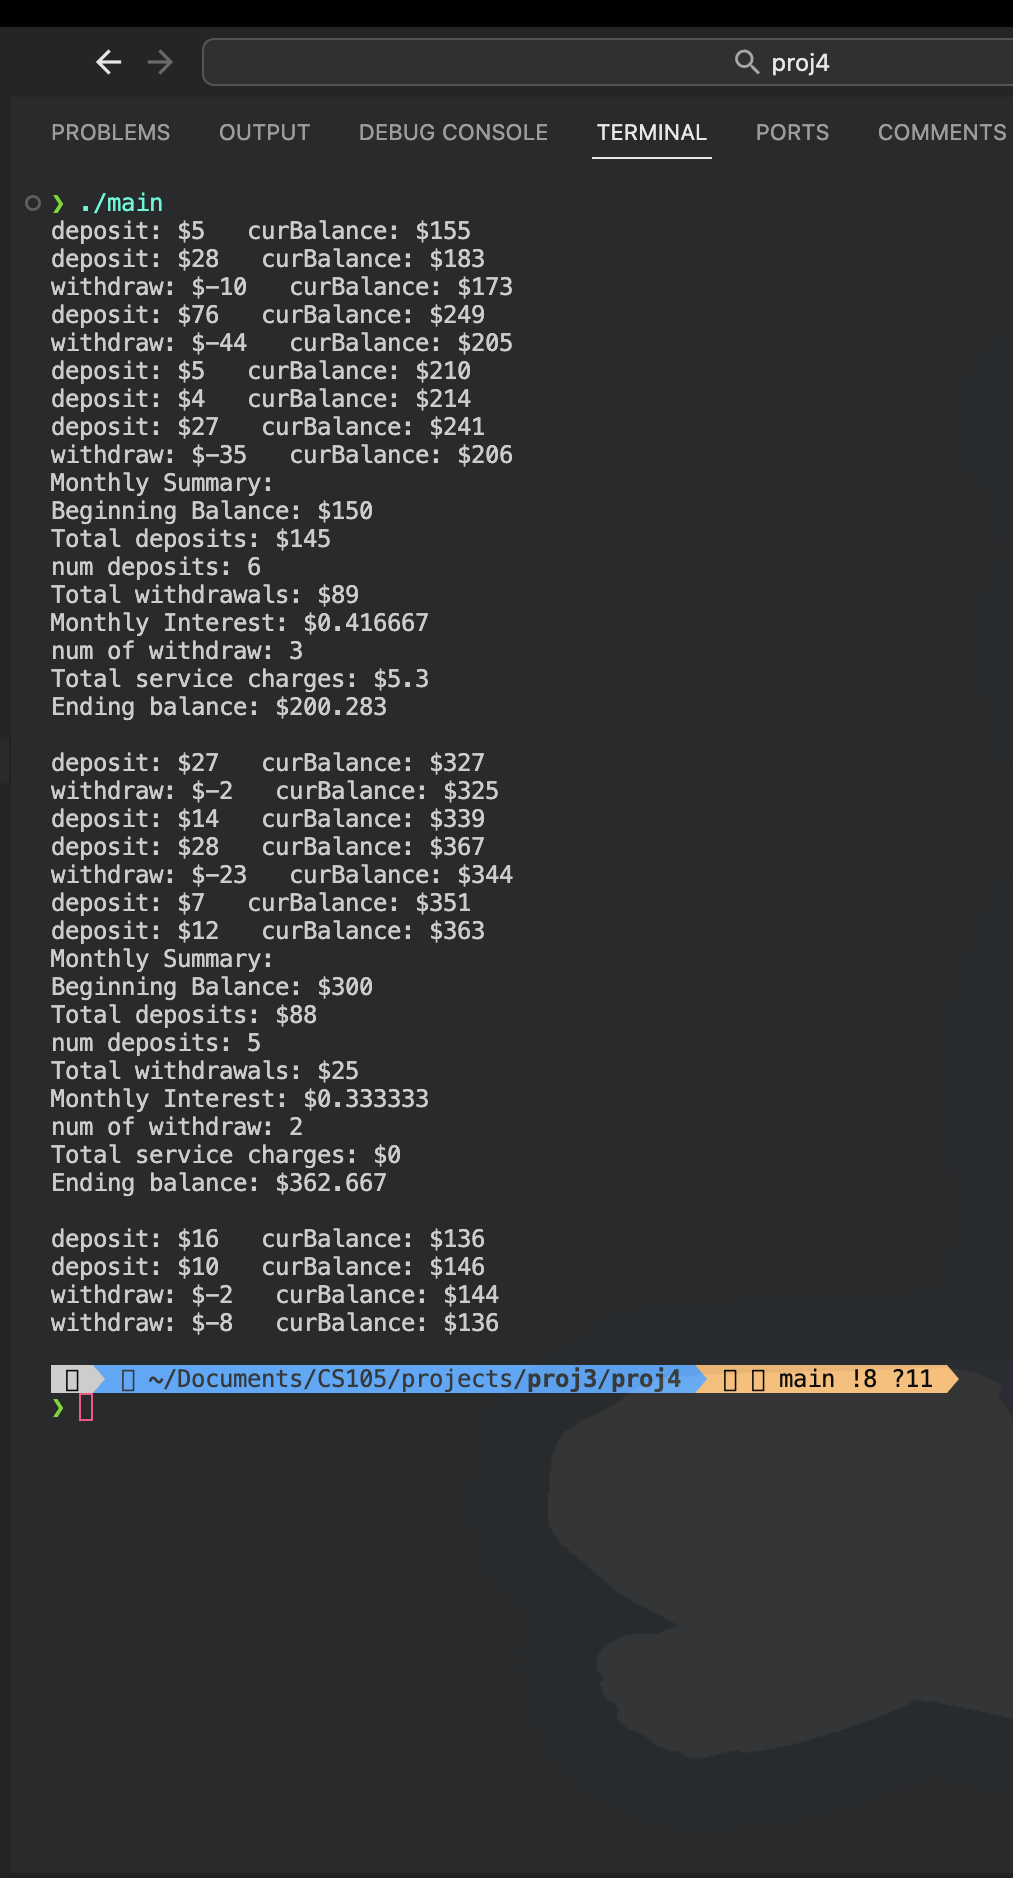 proj4
PROBLEMS OUTPUT DEBUG CONSOLE TERMINAL PORTS COMMENTS
❯ ./main
deposit: $5   curBalance: $155
deposit: $28   curBalance: $183
withdraw: $-10   curBalance: $173
deposit: $76   curBalance: $249
withdraw: $-44   curBalance: $205
deposit: $5   curBalance: $210
deposit: $4   curBalance: $214
deposit: $27   curBalance: $241
withdraw: $-35   curBalance: $206
Monthly Summary:
Beginning Balance: $150
Total deposits: $145
num deposits: 6
Total withdrawals: $89
Monthly Interest: $0.416667
num of withdraw: 3
Total service charges: $5.3
Ending balance: $200.283
deposit: $27   curBalance: $327
withdraw: $-2   curBalance: $325
deposit: $14   curBalance: $339
deposit: $28   curBalance: $367
withdraw: $-23   curBalance: $344
deposit: $7   curBalance: $351
deposit: $12   curBalance: $363
Monthly Summary:
Beginning Balance: $300
Total deposits: $88
num deposits: 5
Total withdrawals: $25
Monthly Interest: $0.333333
num of withdraw: 2
Total service charges: $0
Ending balance: $362.667
deposit: $16   curBalance: $136
deposit: $10   curBalance: $146
withdraw: $-2   curBalance: $144
withdraw: $-8   curBalance: $136
~/Documents/CS105/projects/proj3/proj4 main !8 ?11
❯